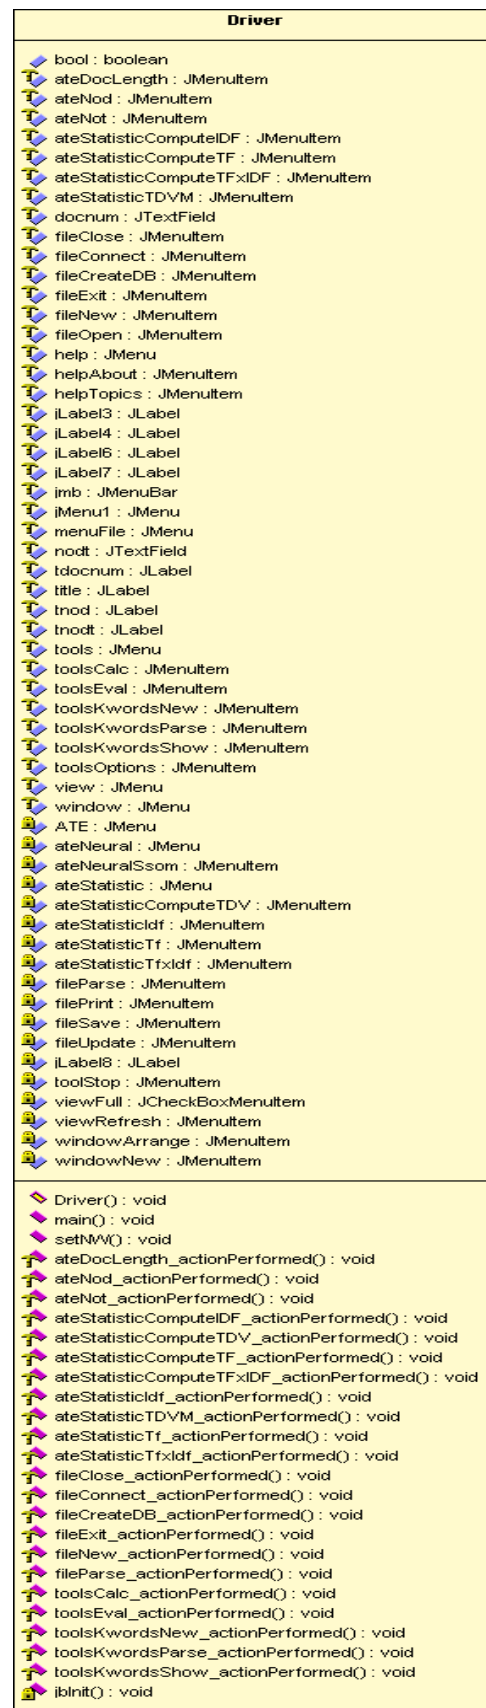 Driver
bool : boolean
ateDocLength : JMenuItem
ateNod : JMenuItem
ateNot : JMenuItem
ateStatisticComputeIDF : JMenuItem
ateStatisticComputeTF : JMenuItem
ateStatisticComputeTFxIDF : JMenuItem
ateStatisticTDVM : JMenuItem
docnum : JTextField
fileClose : JMenuItem
fileConnect : JMenuItem
fileCreateDB : JMenuItem
fileExit : JMenuItem
fileNew : JMenuItem
fileOpen : JMenuItem
help : JMenu
helpAbout : JMenuItem
helpTopics : JMenuItem
jLabel3 : JLabel
jLabel4 : JLabel
jLabel6 : JLabel
jLabel7 : JLabel
jmb : JMenuBar
jMenu1 : JMenu
menuFile : JMenu
nodt : JTextField
tdocnum : JLabel
title : JLabel
tnod : JLabel
tnodt : JLabel
tools : JMenu
toolsCalc : JMenuItem
toolsEval : JMenuItem
toolsKwordsNew : JMenuItem
toolsKwordsParse : JMenuItem
toolsKwordsShow : JMenuItem
toolsOptions : JMenuItem
view : JMenu
window : JMenu
ATE : JMenu
ateNeural : JMenu
ateNeuralSsom : JMenuItem
ateStatistic : JMenu
ateStatisticComputeTDV : JMenuItem
ateStatisticIdf : JMenuItem
ateStatisticTf : JMenuItem
ateStatisticTfxIdf : JMenuItem
fileParse : JMenuItem
filePrint : JMenuItem
fileSave : JMenuItem
fileUpdate : JMenuItem
jLabel8 : JLabel
toolStop : JMenuItem
viewFull : JCheckBoxMenuItem
viewRefresh : JMenuItem
windowArrange : JMenuItem
windowNew : JMenuItem
Driver() : void
main() : void
setNW() : void
ateDocLength_actionPerformed() : void
ateNod_actionPerformed() : void
ateNot_actionPerformed() : void
ateStatisticComputeIDF_actionPerformed() : void
ateStatisticComputeTDV_actionPerformed() : void
ateStatisticComputeTF_actionPerformed() : void
ateStatisticComputeTFxIDF_actionPerformed() : void
ateStatisticIdf_actionPerformed() : void
ateStatisticTDVM_actionPerformed() : void
ateStatisticTf_actionPerformed() : void
ateStatisticTfxIdf_actionPerformed() : void
fileClose_actionPerformed() : void
fileConnect_actionPerformed() : void
fileCreateDB_actionPerformed() : void
fileExit_actionPerformed() : void
fileNew_actionPerformed() : void
fileParse_actionPerformed() : void
toolsCalc_actionPerformed() : void
toolsEval_actionPerformed() : void
toolsKwordsNew_actionPerformed() : void
toolsKwordsParse_actionPerformed() : void
toolsKwordsShow_actionPerformed() : void
jbInit() : void